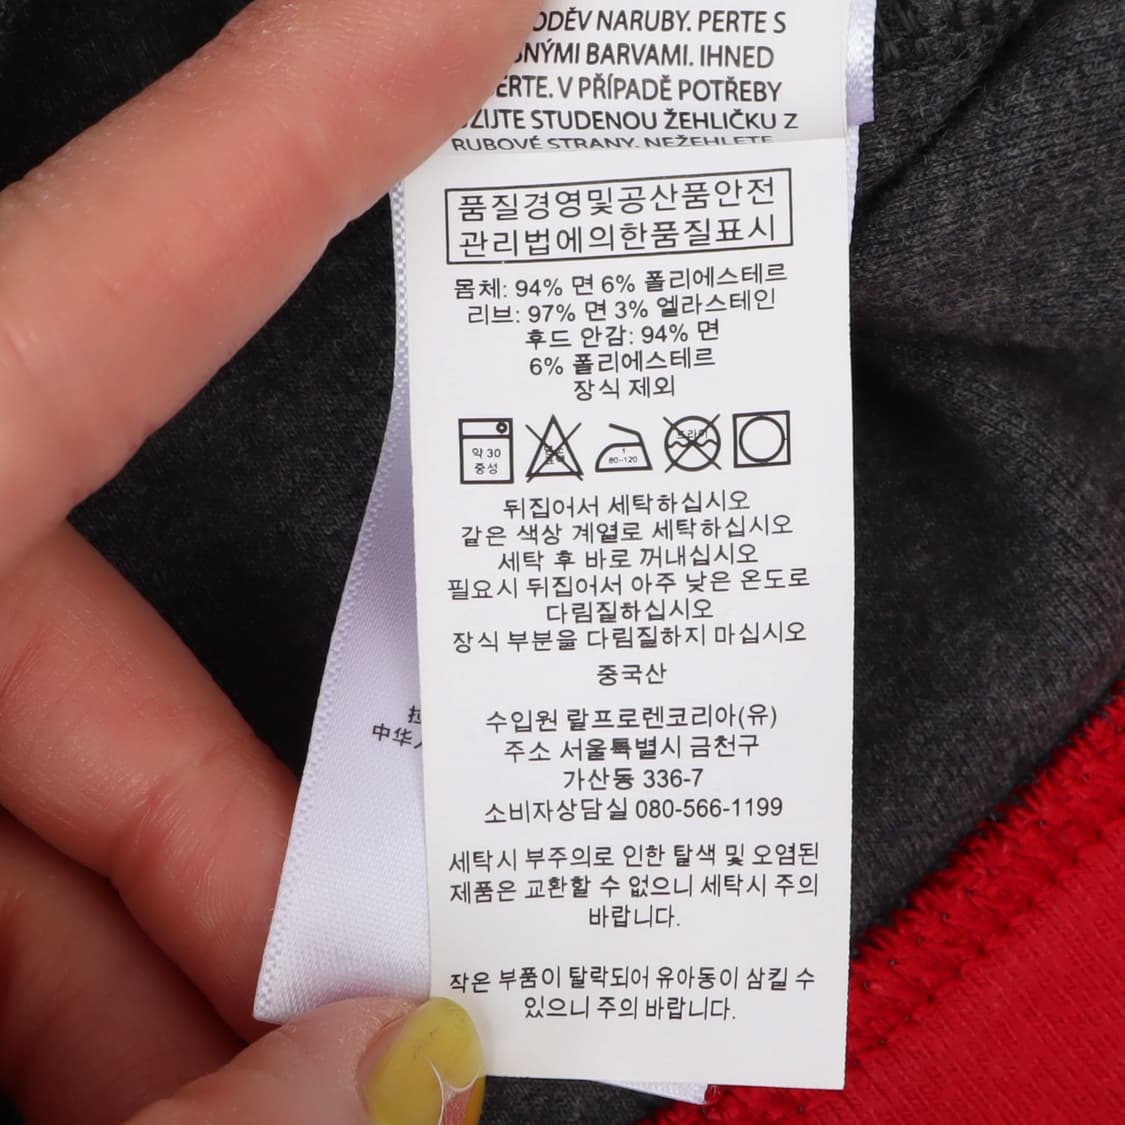 NARUBY. PERTE S
BARVAMI. IHNED
V PŘÍPADĚ POTŘEBY
STUDENOU ŽEHLIČKU Z
RUBOVÉ STRANY. NEŽEHLETE
품질경영및공산품안전
관리법에의한품질표시
몸체: 94% 면 6% 폴리에스테르
리브: 97% 면 3% 엘라스테인
후드 안감: 94% 면
6% 폴리에스테르
장식 제외
약 30
중성
1
80~120
드라이
뒤집어서 세탁하십시오
같은 색상 계열로 세탁하십시오
세탁 후 바로 꺼내십시오
필요시 뒤집어서 아주 낮은 온도로
다림질하십시오
장식 부분을 다림질하지 마십시오
중국산
수입원 랄프로렌코리아(유)
주소 서울특별시 금천구
가산동 336-7
소비자상담실 080-566-1199
세탁시 부주의로 인한 탈색 및 오염된
제품은 교환할 수 없으니 세탁시 주의
바랍니다.
작은 부품이 탈락되어 유아동이 삼킬 수
있으니 주의 바랍니다.
中华